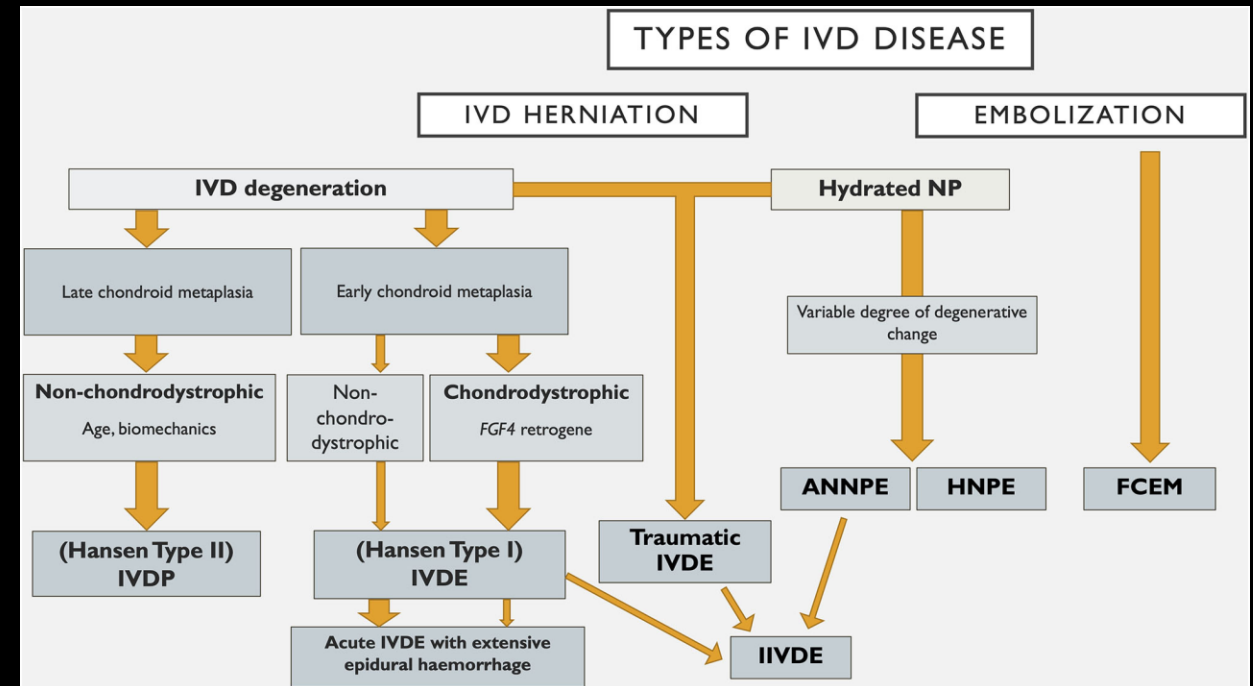 TYPES OF IVD DISEASE
IVD HERNIATION
EMBOLIZATION
IVD degeneration
Hydrated NP
Late chondroid metaplasia
Early chondroid metaplasia
Variable degree of degenerative
change
Non-chondrodystrophic
Age, biomechanics
Non-
chondro-
dystrophic
Chondrodystrophic
FGF4 retrogene
ANNPE
HNPE
FCEM
(Hansen Type II)
IVDP
(Hansen Type I)
IVDE
Traumatic
IVDE
Acute IVDE with extensive
epidural haemorrhage
IIVDE